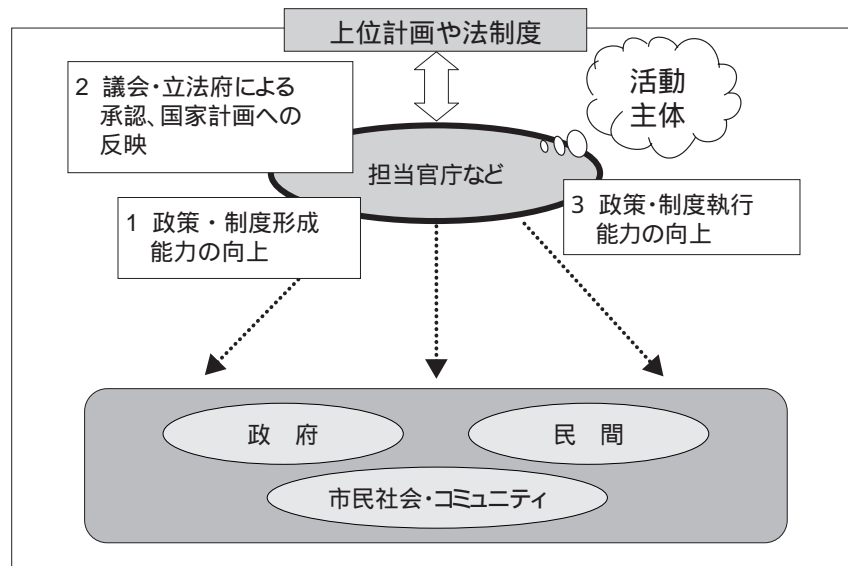 上位計画や法制度
2 議会・立法府による
承認、国家計画への
反映
活動
主体
担当官庁など
1 政策・制度形成
能力の向上
3 政策・制度執行
能力の向上
政 府
民 間
市民社会・コミュニティ